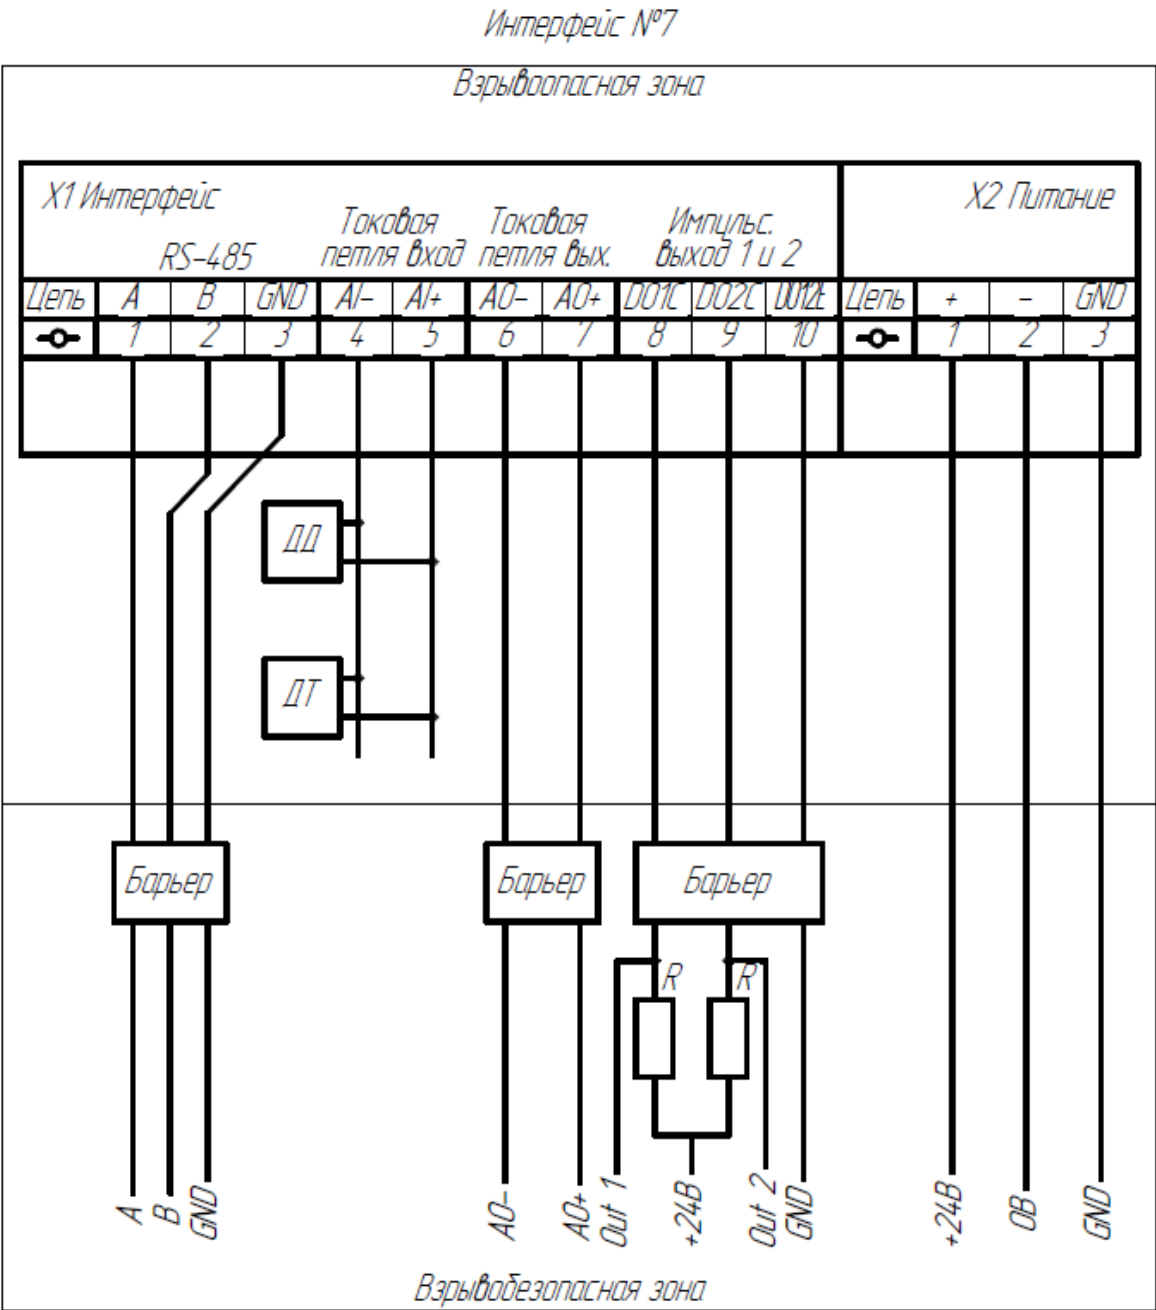 Интерфейс №7
Взрывоопасная зона
X1 Интерфейс
X2 Питание
RS-485
Токовая
петля вход
Токовая
петля вых.
Импульс.
выход 1 и 2
Цепь A B GND AI- AI+ AO- AO+ DO1C DO2C DO12E Цепь + - GND
1 2 3 4 5 6 7 8 9 10 1 2 3
ДД
ДТ
Барьер Барьер Барьер
R R
A B GND AO- AO+ Out 1 +24В Out 2 GND +24В 0В GND
Взрывобезопасная зона